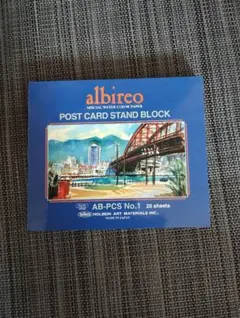 albireo
SPECIAL WATER COLOR PAPER
POST CARD STAND BLOCK
AB-PCS No.1 20 sheets
HOLBEIN ART MATERIALS INC.,
MADE IN JAPAN